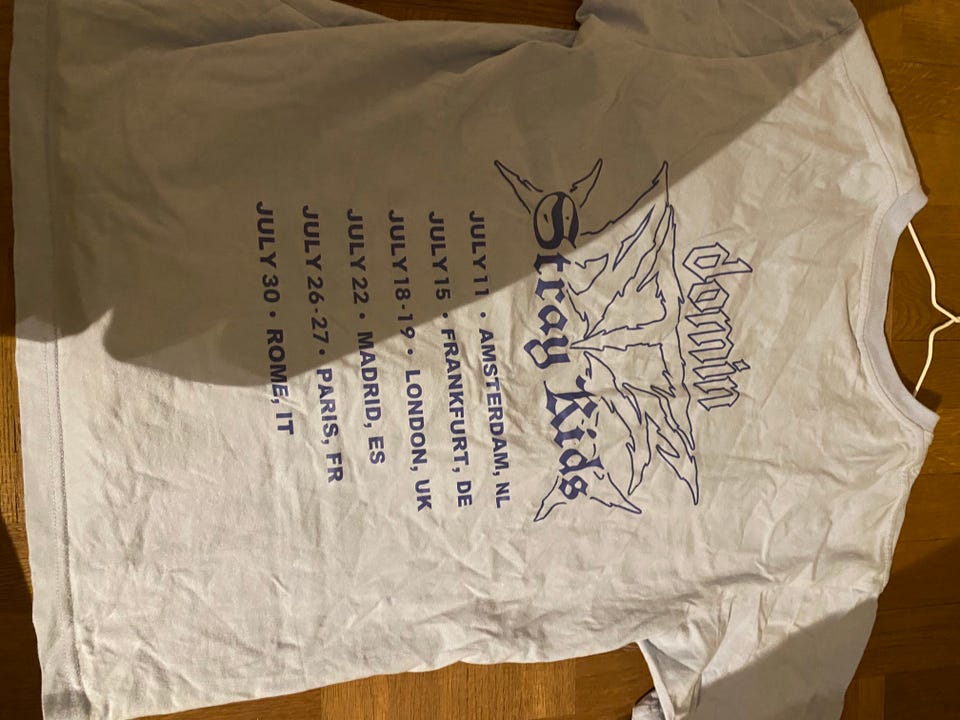 domin
Stray Kids
JULY 11 • AMSTERDAM, NL
JULY 15 • FRANKFURT, DE
JULY 18-19 • LONDON, UK
JULY 22 • MADRID, ES
JULY 26-27 • PARIS, FR
JULY 30 • ROME, IT